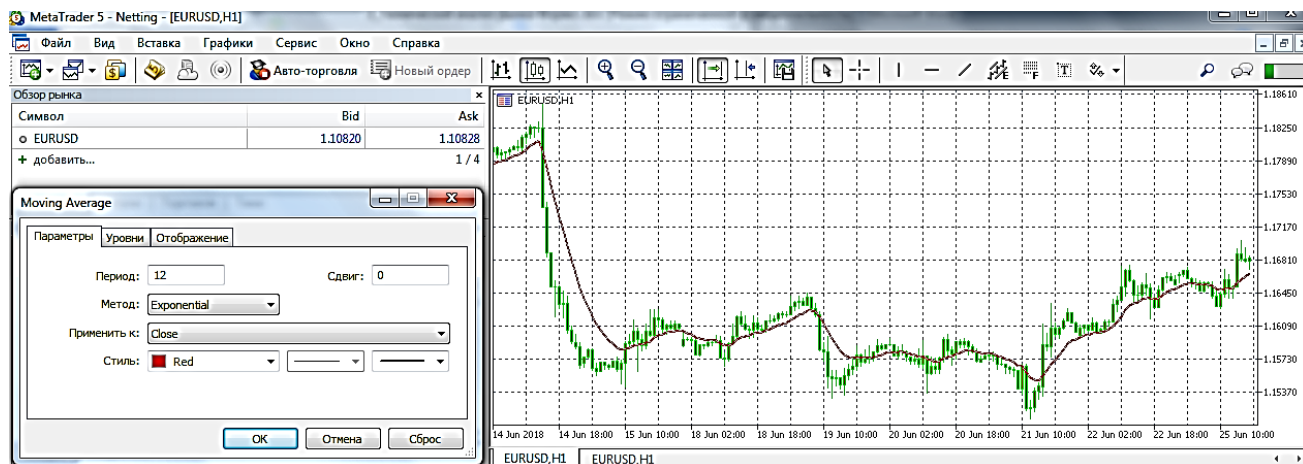 MetaTrader 5 - Netting - [EURUSD,H1]
Файл Вид Вставка Графики Сервис Окно Справка
Авто-торговля Новый ордер
Обзор рынка
Символ Bid Ask
EURUSD 1.10820 1.10828
+ добавить... 1 / 4
Moving Average
Параметры Уровни Отображение
Период: 12 Сдвиг: 0
Метод: Exponential
Применить к: Close
Стиль: Red
OK Отмена Сброс
EURUSD,H1
1.18610
1.18250
1.17890
1.17530
1.17170
1.16810
1.16450
1.16090
1.15730
1.15370
14 Jun 2018 14 Jun 18:00 15 Jun 10:00 18 Jun 02:00 18 Jun 18:00 19 Jun 10:00 20 Jun 02:00 20 Jun 18:00 21 Jun 10:00 22 Jun 02:00 22 Jun 18:00 25 Jun 10:00
EURUSD,H1 EURUSD,H1